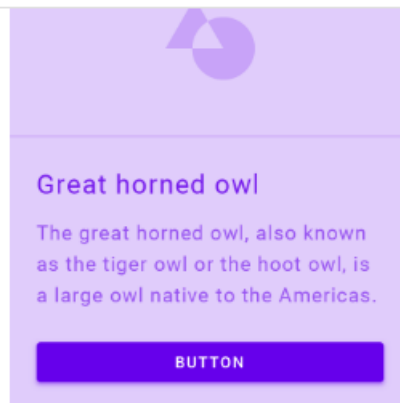 Great horned owl
The great horned owl, also known
as the tiger owl or the hoot owl, is
a large owl native to the Americas.
BUTTON